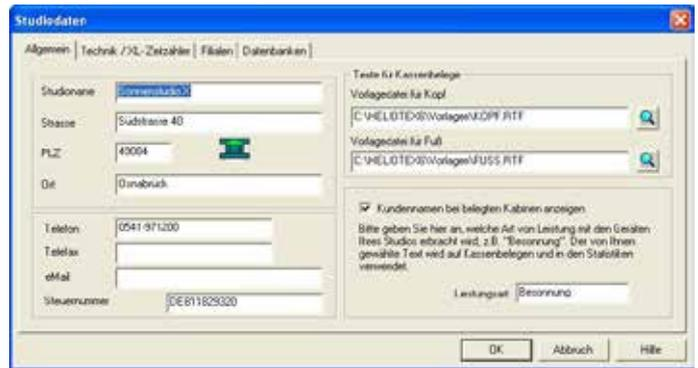 Studiodaten
Allgemein
Technik / XL-Zeitzähler
Filialen
Datenbanken
Studioname
Sonnenstudio X
Strasse
Südstrasse 40
PLZ
49084
Ort
Osnabrück
Telefon
0541-971200
Telefax
eMail
Steuernummer
DE811829320
Texte für Kassenbelege
Vorlagedatei für Kopf
C:\HELIOTEX6\Vorlagen\KOPF.RTF
Vorlagedatei für Fuß
C:\HELIOTEX6\Vorlagen\FUSS.RTF
Kundennamen bei belegten Kabinen anzeigen
Bitte geben Sie hier an, welche Art von Leistung mit den Geräten
Ihres Studios erbracht wird, z.B. "Besonnung". Der von Ihnen
gewählte Text wird auf Kassenbelegen und in den Statistiken
verwendet.
Leistungsart
Besonnung
OK
Abbruch
Hilfe